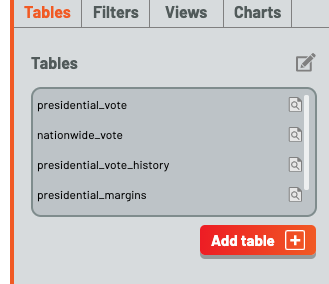 Tables Filters Views Charts
Tables
presidential_vote
nationwide_vote
presidential_vote_history
presidential_margins
Add table